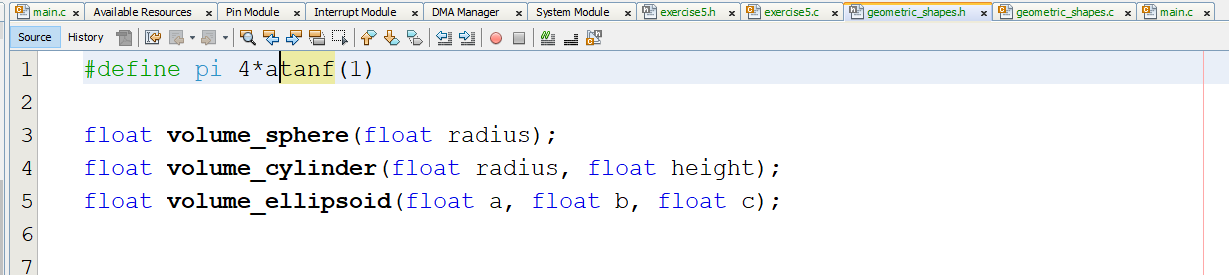 main.c x Available Resources x Pin Module x Interrupt Module x DMA Manager x System Module x exercise5.h x exercise5.c x geometric_shapes.h x geometric_shapes.c x main.c x
Source History
1 #define pi 4*atanf(1)
2
3 float volume_sphere(float radius);
4 float volume_cylinder(float radius, float height);
5 float volume_ellipsoid(float a, float b, float c);
6
7